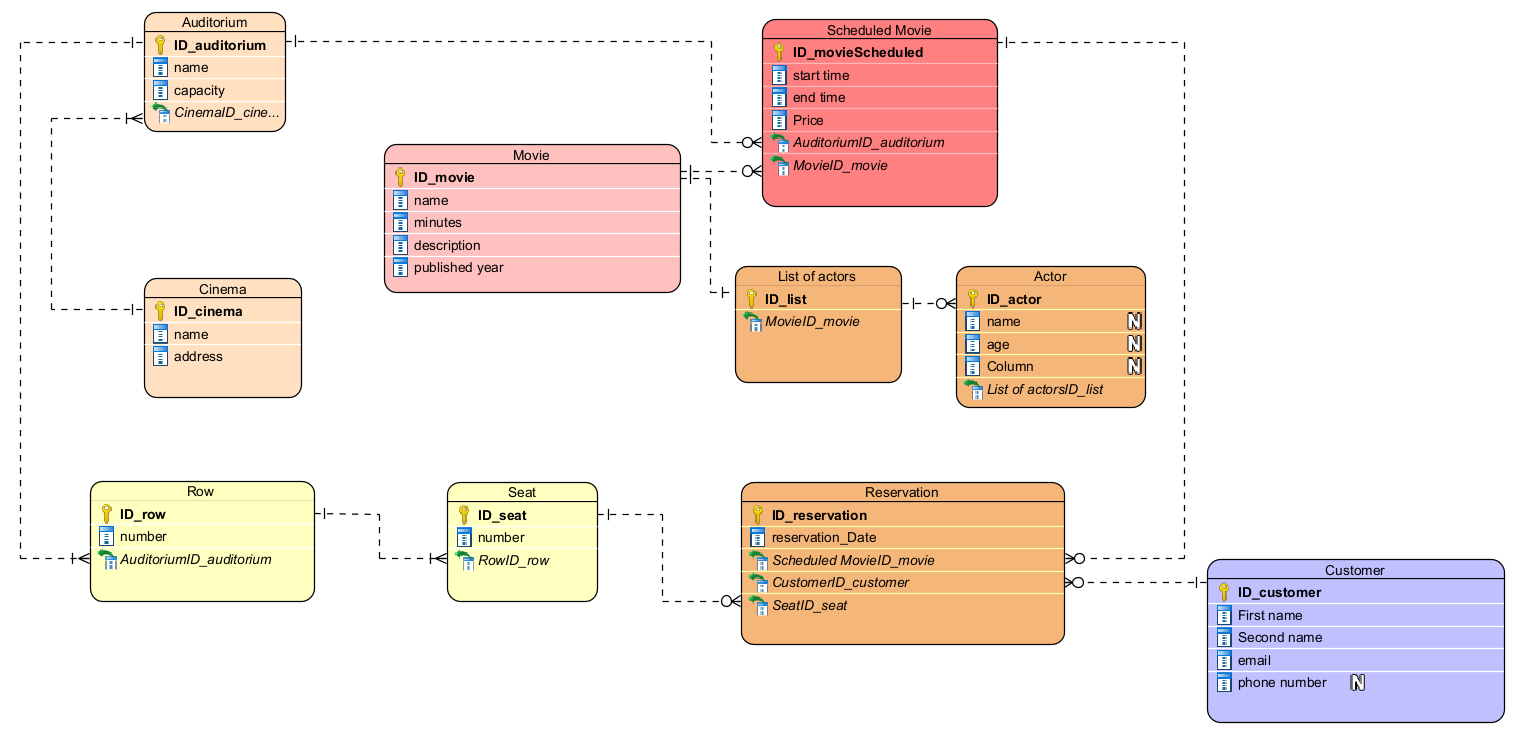 Auditorium
ID_auditorium
name
capacity
CinemaID_cine...
Scheduled Movie
ID_movieScheduled
start time
end time
Price
AuditoriumID_auditorium
MovieID_movie
Movie
ID_movie
name
minutes
description
published year
Cinema
ID_cinema
name
address
List of actors
ID_list
MovieID_movie
Actor
ID_actor
name N
age N
Column N
List of actorsID_list
Row
ID_row
number
AuditoriumID_auditorium
Seat
ID_seat
number
RowID_row
Reservation
ID_reservation
reservation_Date
Scheduled MovieID_movie
CustomerID_customer
SeatID_seat
Customer
ID_customer
First name
Second name
email
phone number N